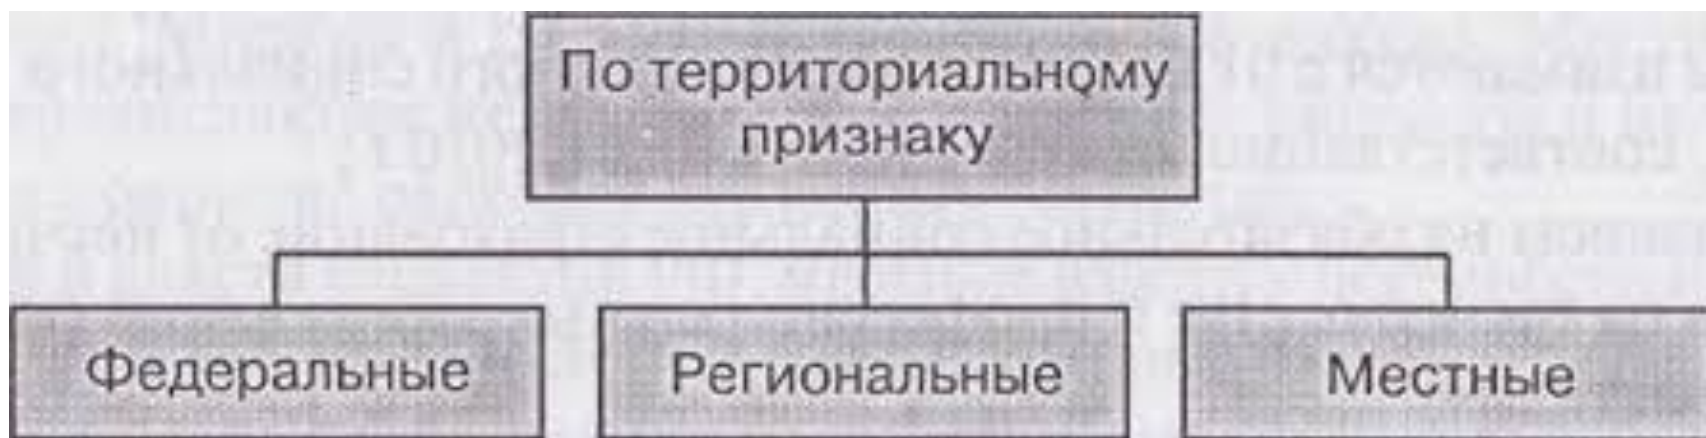 По территориальному
признаку
Федеральные
Региональные
Местные